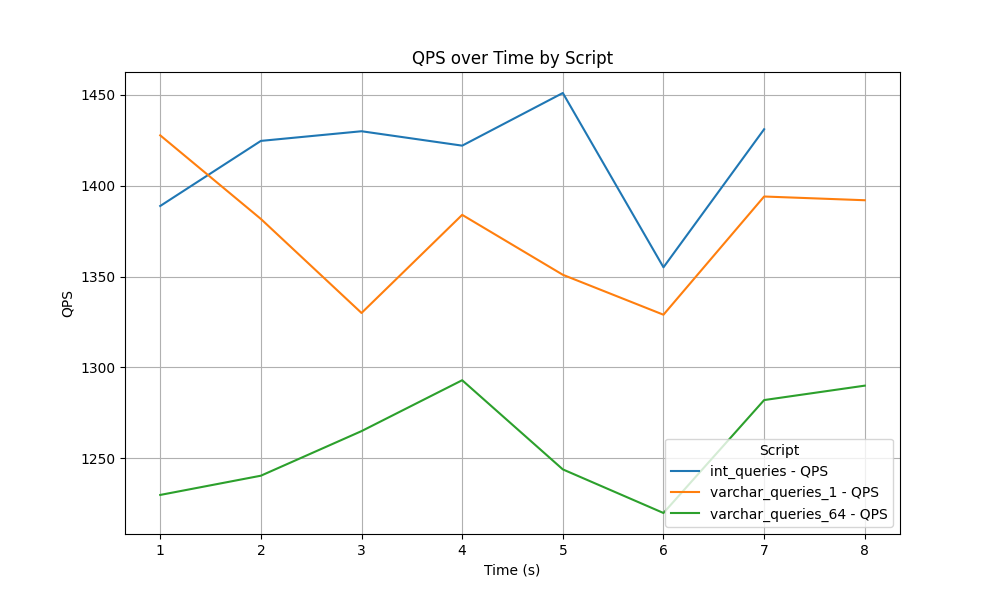 QPS over Time by Script
1450
1400
1350
1300
1250
QPS
Script
int_queries - QPS
varchar_queries_1 - QPS
varchar_queries_64 - QPS
1 2 3 4 5 6 7 8
Time (s)